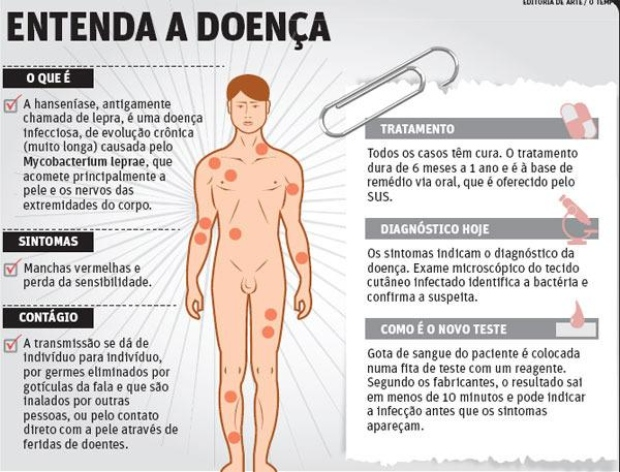 EDITORIA DE ARTE / O TEMPO
ENTENDA A DOENÇA
O QUE É
A hanseníase, antigamente
chamada de lepra, é uma doença
infecciosa, de evolução crônica
(muito longa) causada pelo
Mycobacterium leprae, que
acomete principalmente a
pele e os nervos das
extremidades do corpo.
SINTOMAS
Manchas vermelhas e
perda da sensibilidade.
CONTÁGIO
A transmissão se dá de
indivíduo para indivíduo,
por germes eliminados por
gotículas da fala e que são
inalados por outras
pessoas, ou pelo contato
direto com a pele através de
feridas de doentes.
TRATAMENTO
Todos os casos têm cura. O tratamento
dura de 6 meses a 1 ano e é à base de
remédio via oral, que é oferecido pelo
SUS.
DIAGNÓSTICO HOJE
Os sintomas indicam o diagnóstico da
doença. Exame microscópico do tecido
cutâneo infectado identifica a bactéria e
confirma a suspeita.
COMO É O NOVO TESTE
Gota de sangue do paciente é colocada
numa fita de teste com um reagente.
Segundo os fabricantes, o resultado sai
em menos de 10 minutos e pode indicar
a infecção antes que os sintomas
apareçam.